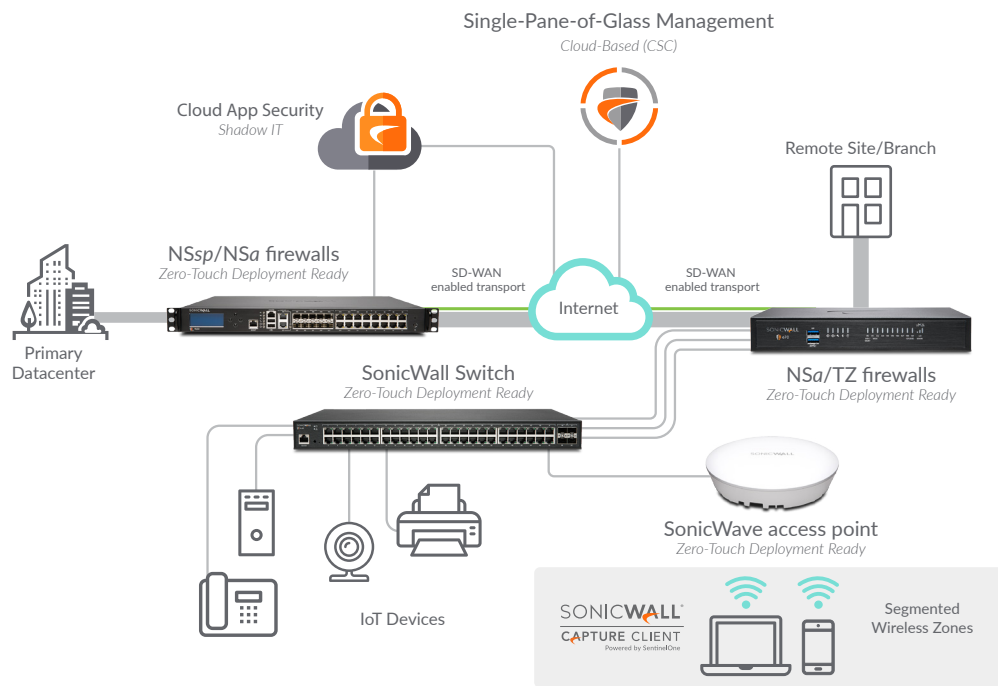 Single-Pane-of-Glass Management
Cloud-Based (CSC)
Cloud App Security
Shadow IT
Remote Site/Branch
NSsp/NSa firewalls
Zero-Touch Deployment Ready
SD-WAN
enabled transport
Internet
SD-WAN
enabled transport
SONICWALL
Primary
Datacenter
SonicWall Switch
Zero-Touch Deployment Ready
NSa/TZ firewalls
Zero-Touch Deployment Ready
SONICWALL
SonicWave access point
Zero-Touch Deployment Ready
IoT Devices
SONICWALL
CAPTURE CLIENT
Powered by SentinelOne
Segmented
Wireless Zones